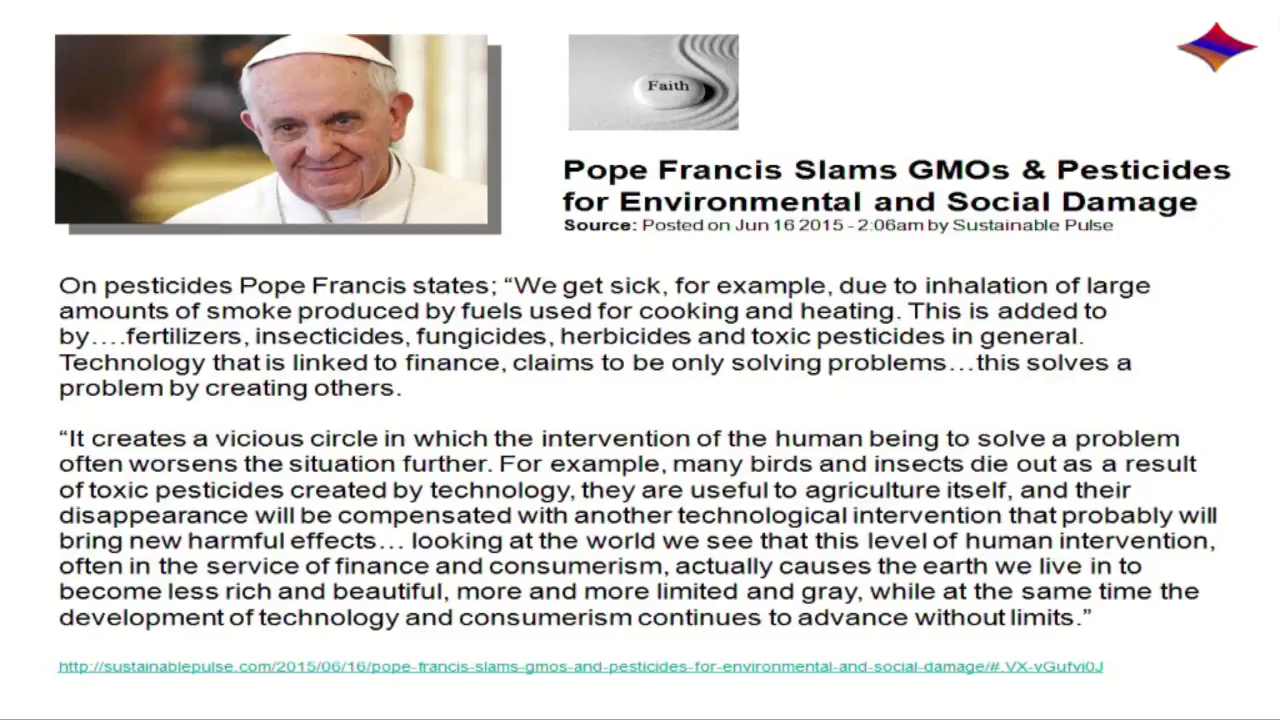 Faith
Pope Francis Slams GMOs & Pesticides
for Environmental and Social Damage
Source: Posted on Jun 16 2015 - 2:06am by Sustainable Pulse
On pesticides Pope Francis states; “We get sick, for example, due to inhalation of large
amounts of smoke produced by fuels used for cooking and heating. This is added to
by….fertilizers, insecticides, fungicides, herbicides and toxic pesticides in general.
Technology that is linked to finance, claims to be only solving problems…this solves a
problem by creating others.
“It creates a vicious circle in which the intervention of the human being to solve a problem
often worsens the situation further. For example, many birds and insects die out as a result
of toxic pesticides created by technology, they are useful to agriculture itself, and their
disappearance will be compensated with another technological intervention that probably will
bring new harmful effects… looking at the world we see that this level of human intervention,
often in the service of finance and consumerism, actually causes the earth we live in to
become less rich and beautiful, more and more limited and gray, while at the same time the
development of technology and consumerism continues to advance without limits.”
http://sustainablepulse.com/2015/06/16/pope-francis-slams-gmos-and-pesticides-for-environmental-and-social-damage/#.VX-vGufvi0J